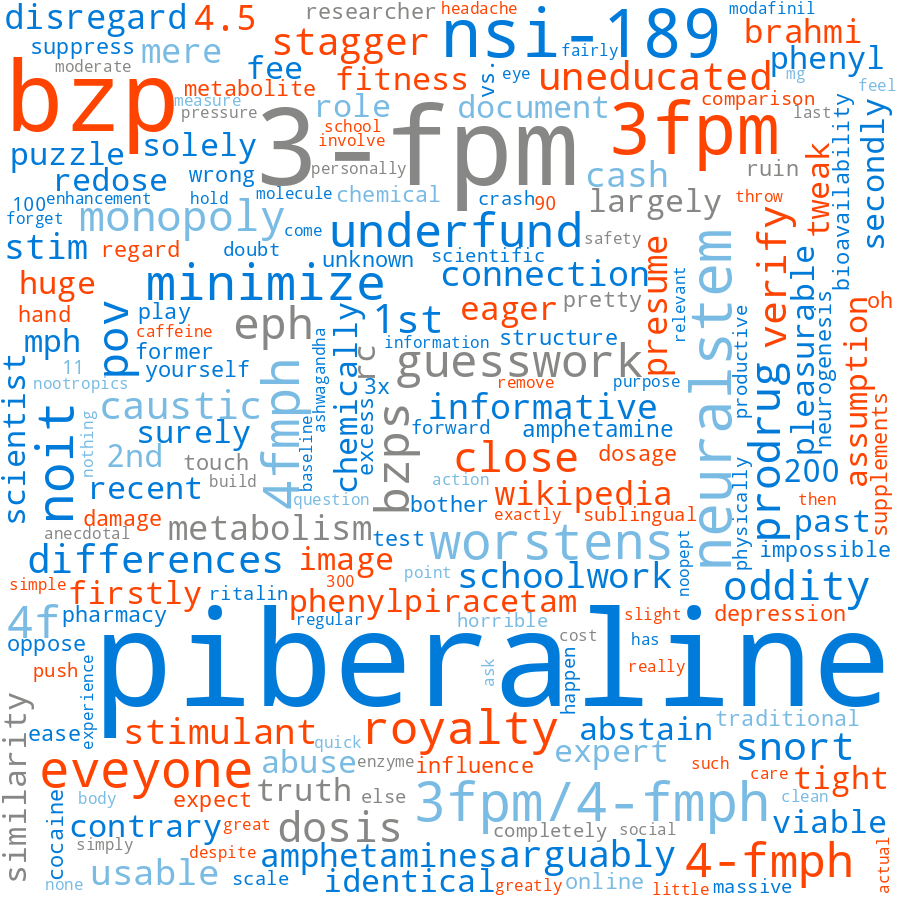 disregard
4.5
researcher
headache
nsi-189
modafinil
suppress
mere
stagger
fairly
brahmi
moderate
fee
phenyl
bzp
metabolite
fitness
vs.
eye
uneducated
mg
feel
measure
pressure
3-fpm
role
document
3fpm
comparison
last
school
involve
puzzle
solely
personally
cash
ruin
tweak
bioavailability
secondly
redose
wrong
molecule
chemical
crash
90
largely
throw
100
enhancement
hold
forget
monopoly
come
underfund
safety
stim
regard
doubt
unknown
scientific
connection
neuralstem
presume
relevant
verify
pleasurable
huge
minimize
pretty
oh
hand
play
pov
eph
chemically
1st
eager
productive
neurogenesis
assumption
mph
caffeine
former
information
structure
11
yourself
rc
guesswork
nootropics
ashwagandha
3x
remove
purpose
prodrug
scientist
noit
caustic
4fmph
baseline
excess
informative
nothing
surely
bzps
forward
amphetamine
supplements
2nd
touch
close
dosage
200
build
action
recent
question
bother
wikipedia
then
damage
exactly
sublingual
past
anecdotal
metabolism
test
worstens
noopept
physically
impossible
differences
image
point
schoolwork
oddity
simple
firstly
300
ritalin
phenylpiracetam
4f
pharmacy
regular
horrible
slight
depression
oppose
piberaline
cost
has
push
experience
ask
happen
really
similarity
ease
stimulant
royalty
abstain
traditional
quick
expert
snort
eveyone
abuse
enzyme
influence
such
care
tight
cocaine
body
expect
truth
else
3fpm/4-fmph
clean
contrary
great
dosis
completely
social
viable
simply
despite
amphetamines
arguably
4-fmph
actual
none
usable
scale
identical
greatly
online
little
massive